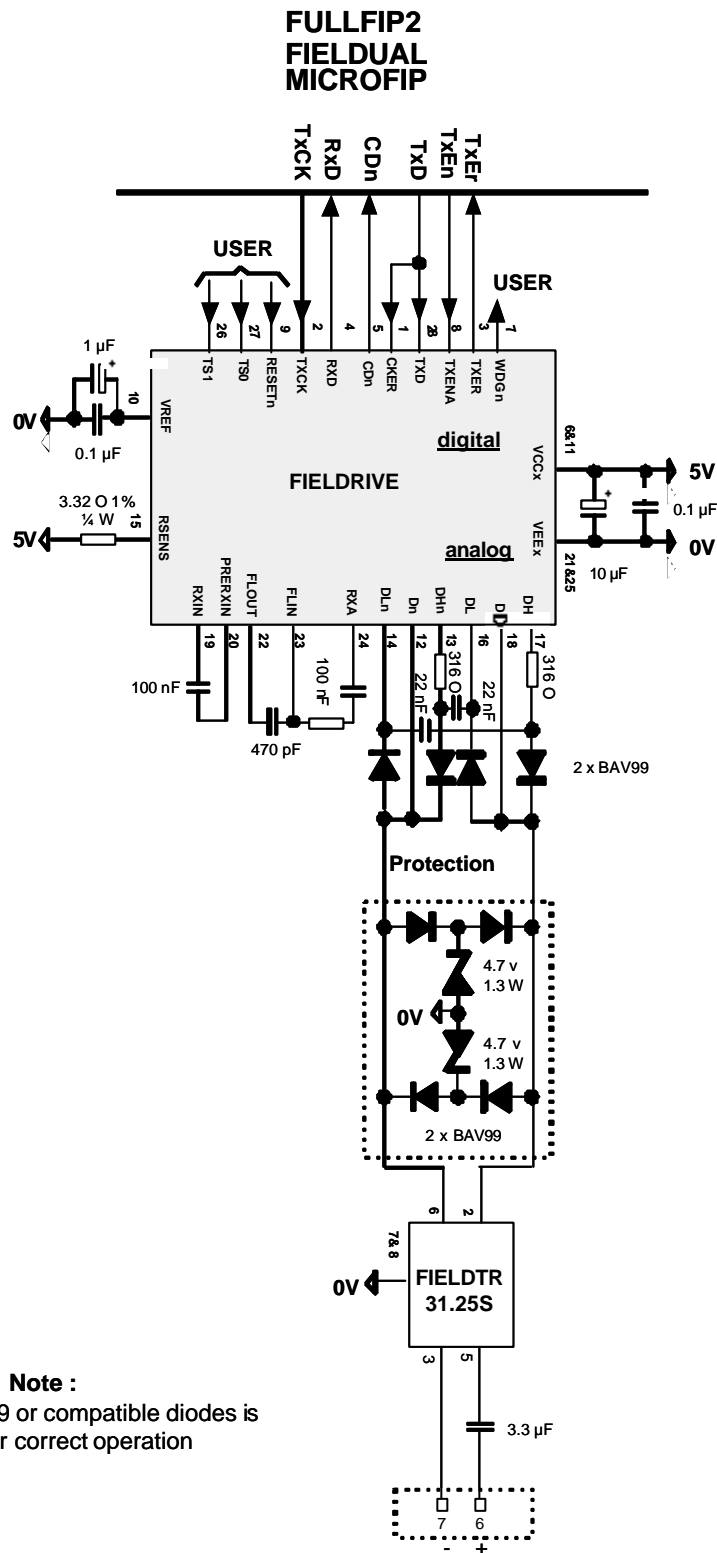 FULLFIP2
FIELDUAL
MICROFIP
TxCK
RxD
CDn
TxD
TxEn
TxEr
USER
USER
26
27
9
2
4
5
1
28
8
3
7
TS1
TS0
RESETn
TXCK
RXD
CDn
CKER
TXD
TXENA
TXER
WDGn
1 µF
+
10
VREF
0V
0.1 µF
digital
6&11
VCCx
5V
FIELDRIVE
3.32 O 1%
¼ W
15
RSENS
5V
+
0.1 µF
analog
VEEx
0V
21&25
10 µF
RXIN
PRERXIN
FLOUT
FLIN
RXA
DLn
Dn
DHn
DL
D
DH
19
20
22
23
24
14
12
13
16
18
17
100 nF
100 nF
316 O
22 nF
22 nF
316 O
470 pF
2 x BAV99
Protection
4.7 v
1.3 W
0V
4.7 v
1.3 W
2 x BAV99
6
2
7& 8
0V
FIELDTR
31.25S
3
5
Note :
9 or compatible diodes is
r correct operation
3.3 µF
7
6
-
+